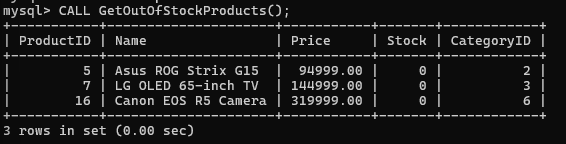 mysql> CALL GetOutOfStockProducts();
+-----------+---------------------+-----------+-------+------------+
| ProductID | Name                | Price     | Stock | CategoryID |
+-----------+---------------------+-----------+-------+------------+
|         5 | Asus ROG Strix G15  |  94999.00 |     0 |          2 |
|         7 | LG OLED 65-inch TV  | 144999.00 |     0 |          3 |
|        16 | Canon EOS R5 Camera | 319999.00 |     0 |          6 |
+-----------+---------------------+-----------+-------+------------+
3 rows in set (0.00 sec)